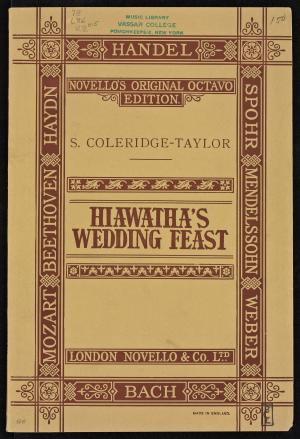 MUSIC LIBRARY
VASSAR COLLEGE
POUGHKEEPSIE, NEW YORK
HANDEL
HAYDN
BEETHOVEN
MOZART
NOVELLO'S ORIGINAL OCTAVO
EDITION.
S. COLERIDGE-TAYLOR
HIAWATHA'S
WEDDING FEAST
LONDON NOVELLO & CO. LTD
SPOHR
MENDELSSOHN
WEBER
BACH
MADE IN ENGLAND.